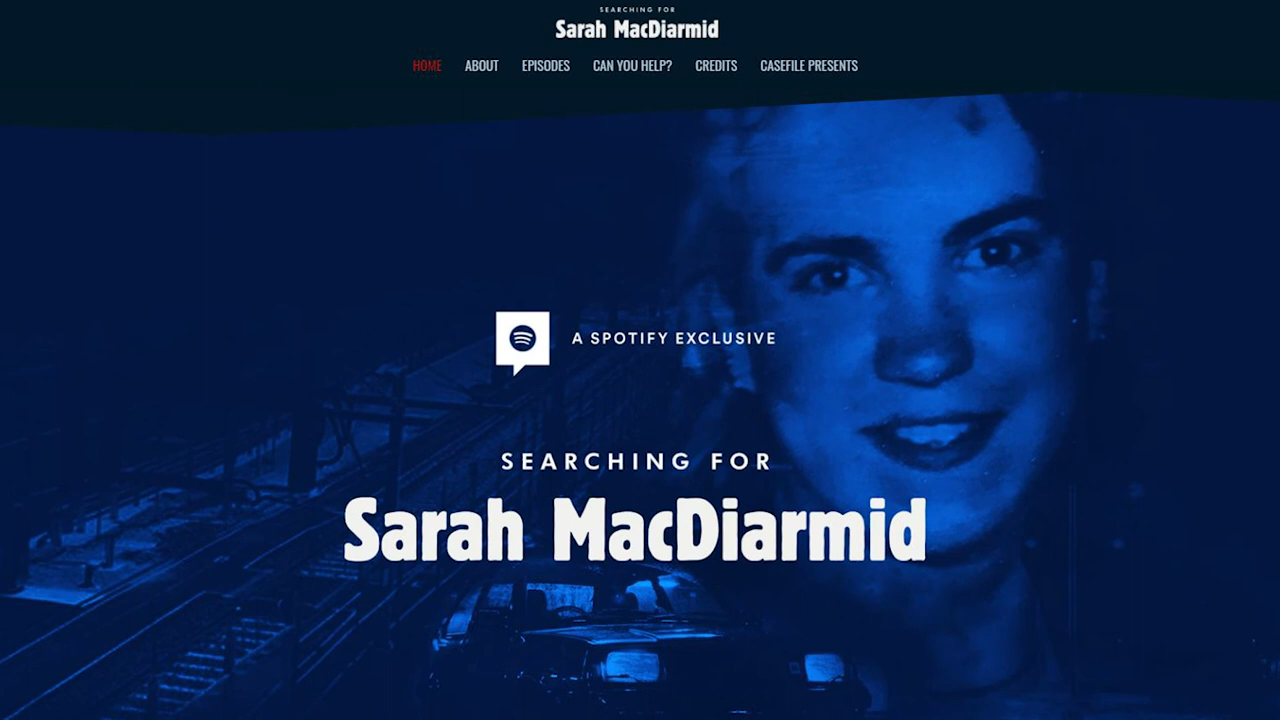 SEARCHING FOR
Sarah MacDiarmid
HOME ABOUT EPISODES CAN YOU HELP? CREDITS CASEFILE PRESENTS
A SPOTIFY EXCLUSIVE
SEARCHING FOR
Sarah MacDiarmid